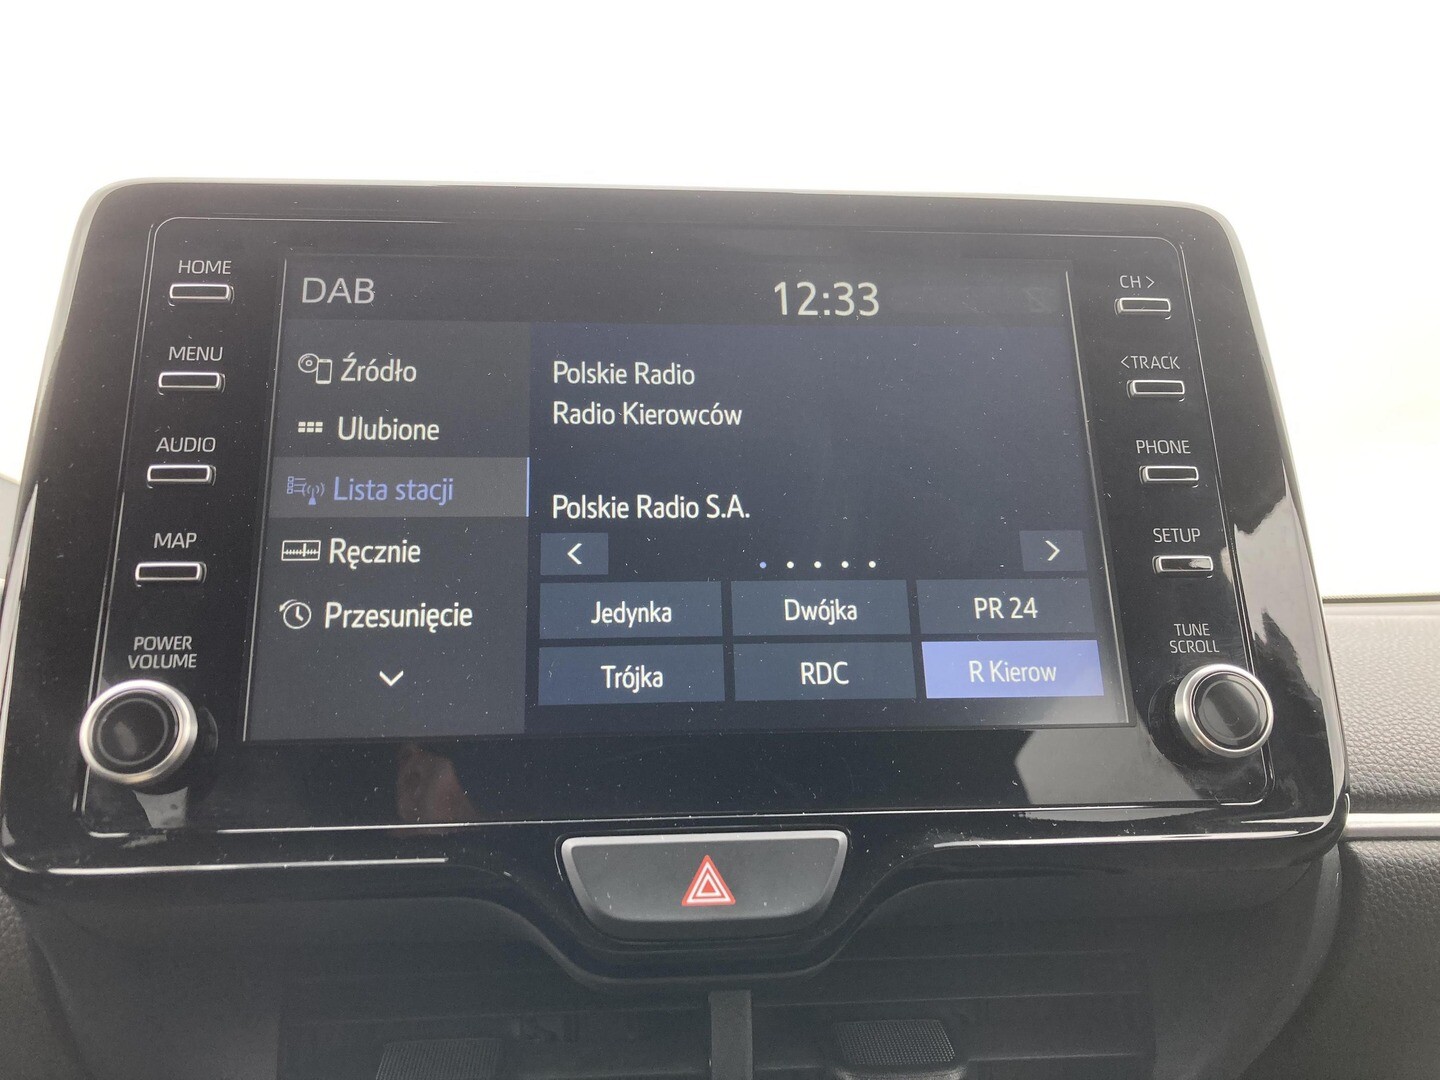 HOME
MENU
AUDIO
MAP
POWER
VOLUME
DAB
12:33
Źródło
Ulubione
Lista stacji
Ręcznie
Przesunięcie
Polskie Radio
Radio Kierowców
Polskie Radio S.A.
<
>
Jedynka Dwójka PR 24
Trójka RDC R Kierow
CH >
< TRACK
PHONE
SETUP
TUNE
SCROLL